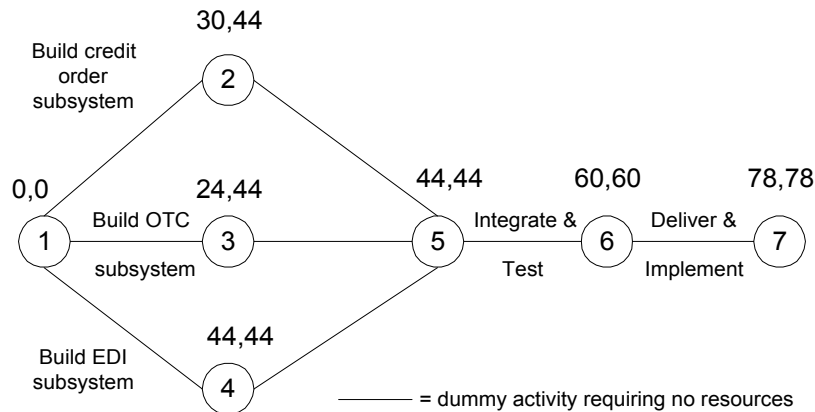 30,44
Build credit
order
subsystem
2
0,0
24,44
44,44
60,60
78,78
Build OTC
Integrate &
Deliver &
1
3
5
6
7
subsystem
Test
Implement
44,44
Build EDI
subsystem
4
= dummy activity requiring no resources